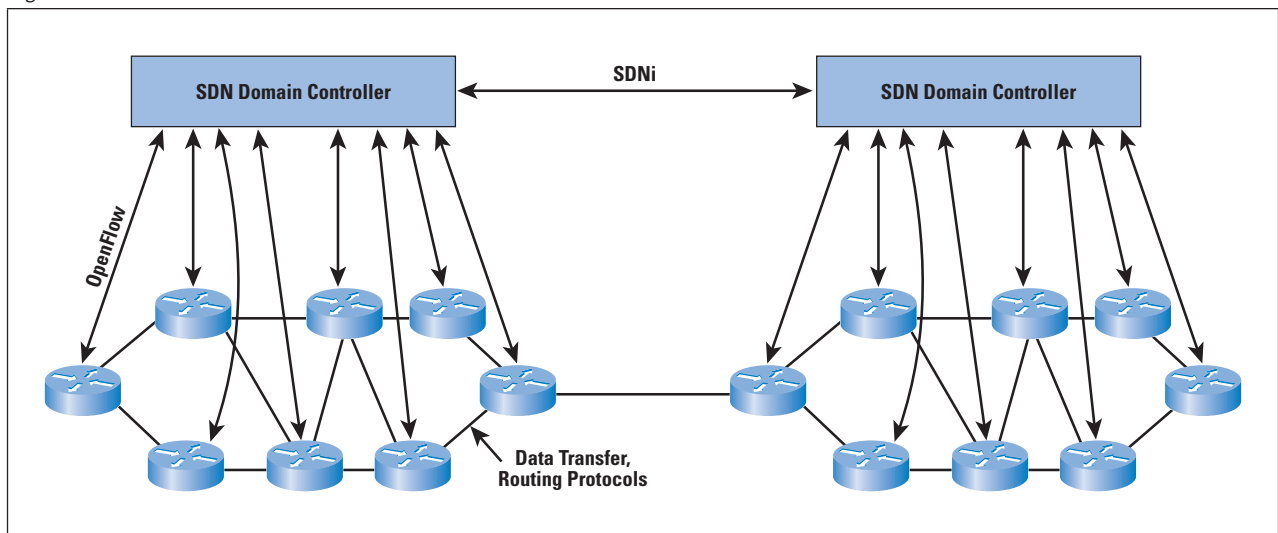 SDNi
SDN Domain Controller
SDN Domain Controller
OpenFlow
Data Transfer,
Routing Protocols